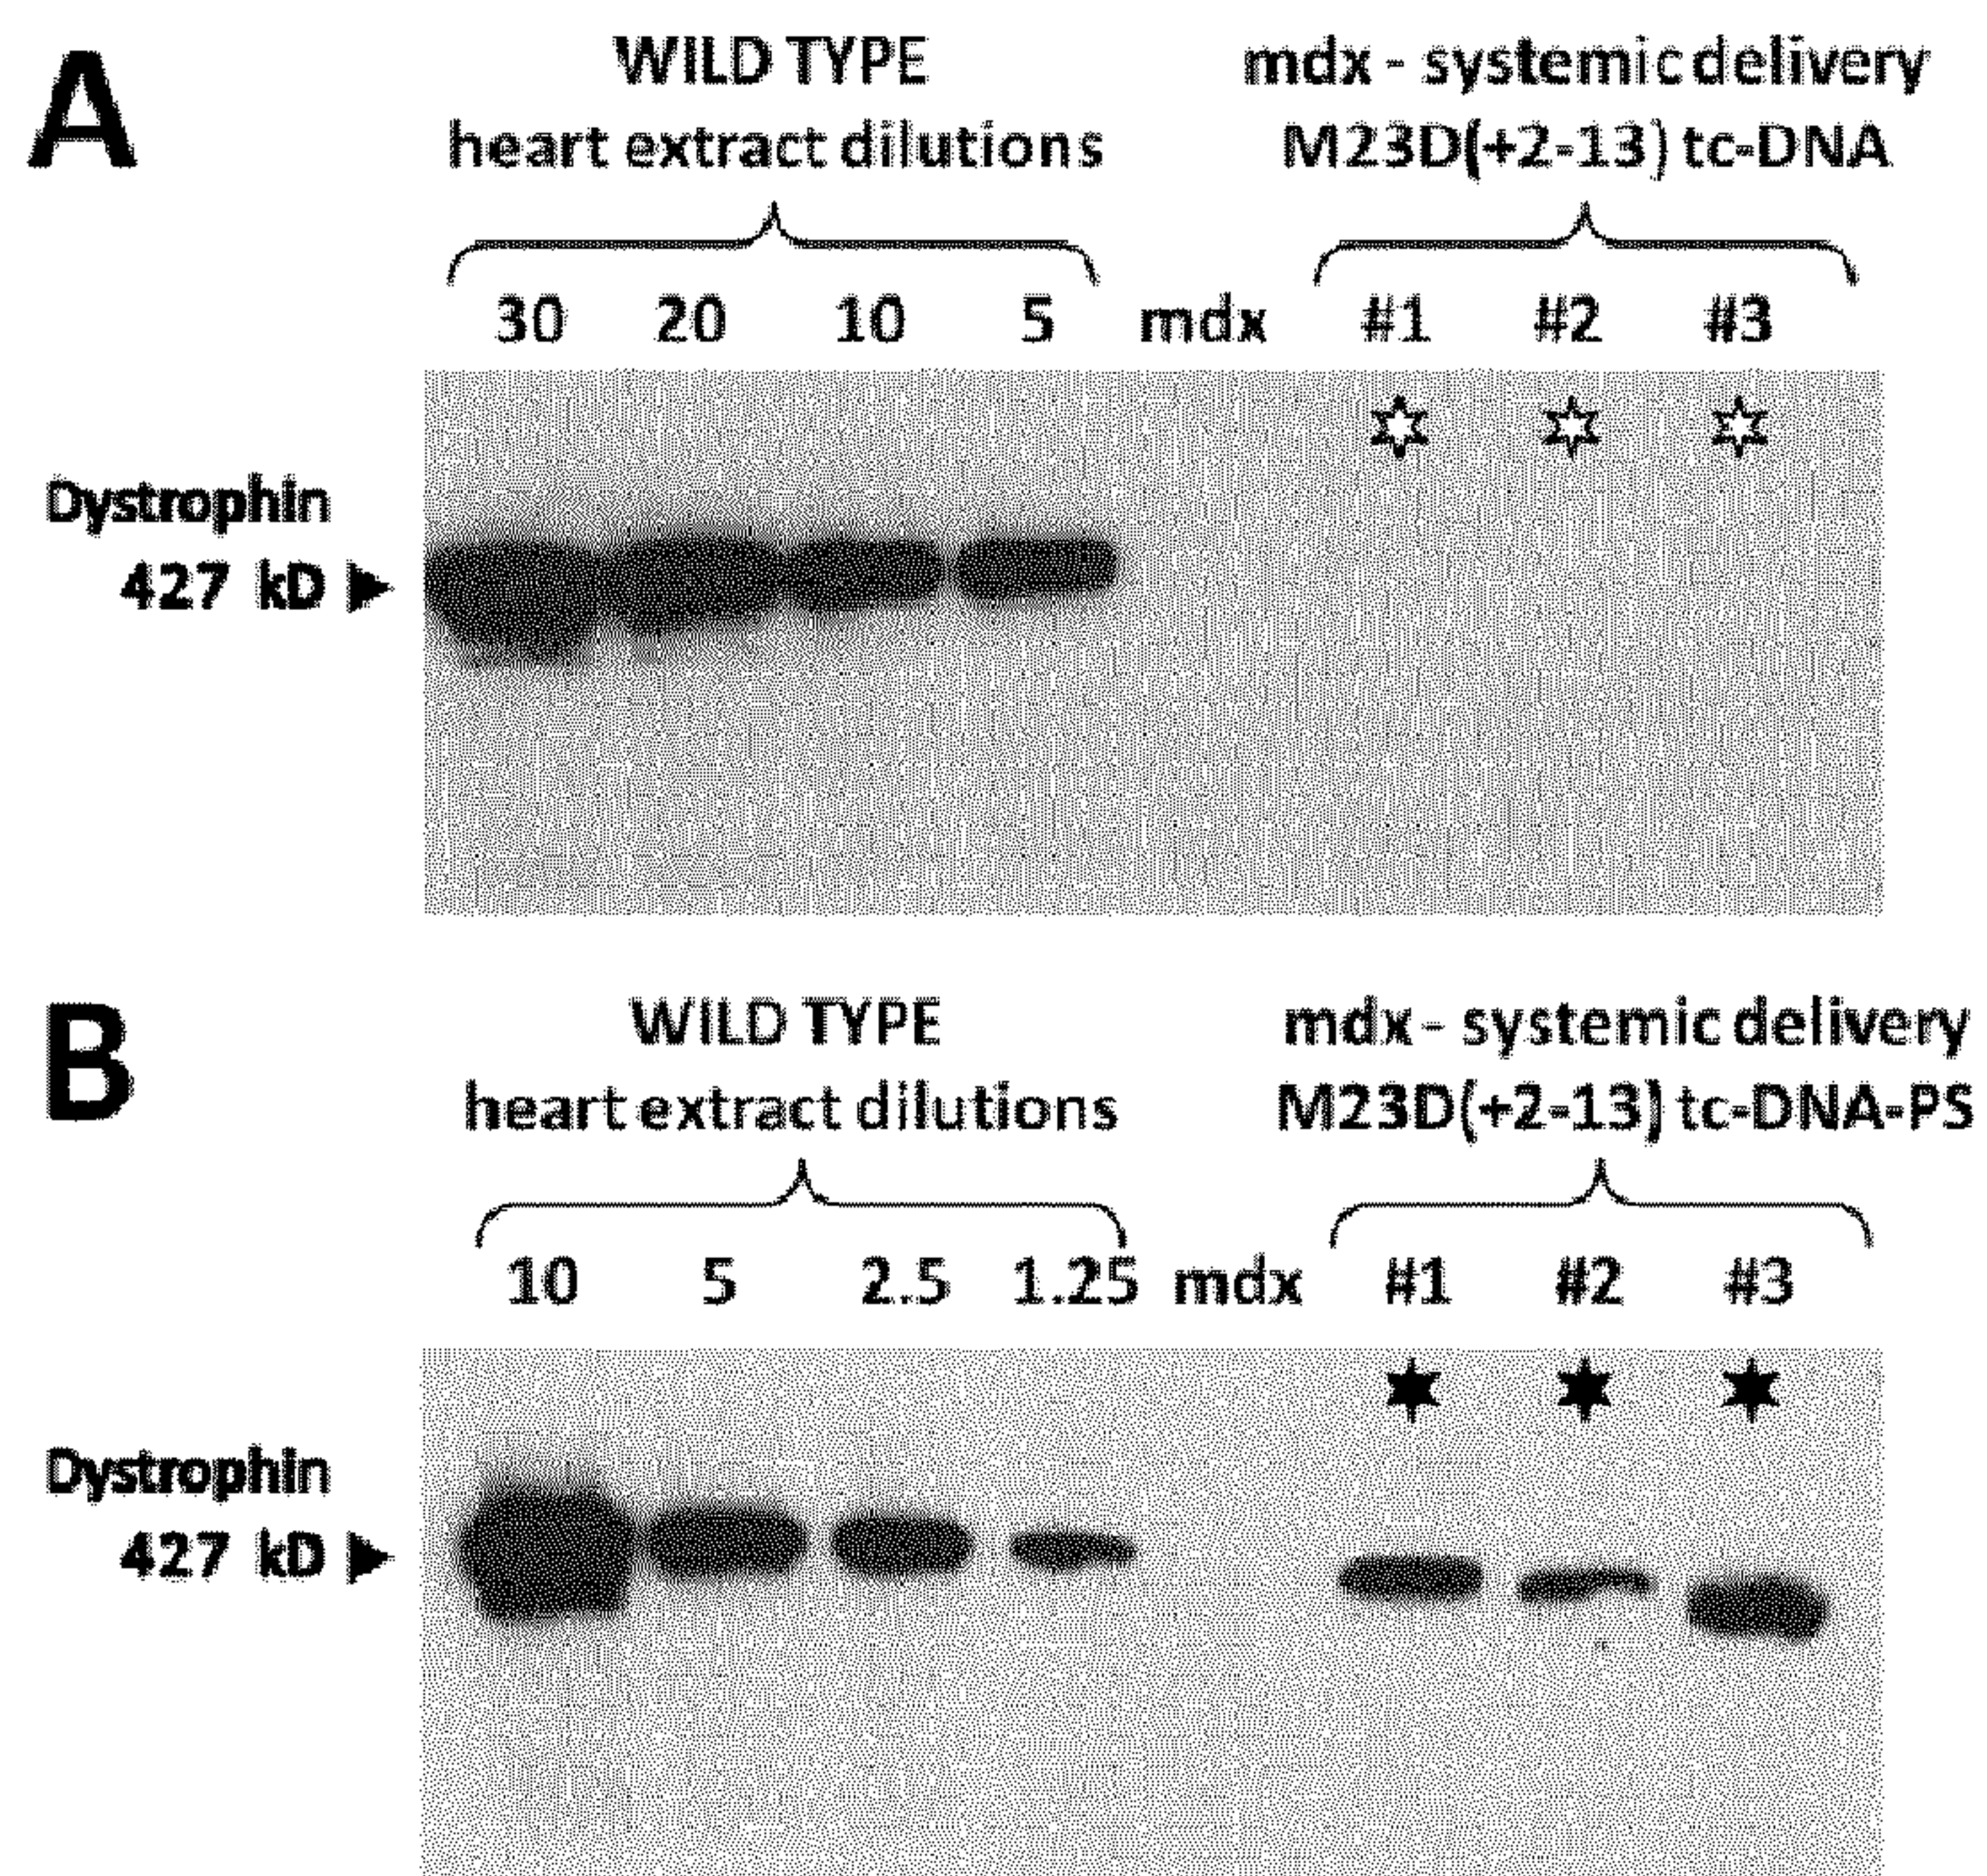 A
WILD TYPE
heart extract dilutions
mdx - systemic delivery
M23D(+2-13) tc-DNA
30 20 10 5 mdx #1 #2 #3
Dystrophin
427 kD
B
WILD TYPE
heart extract dilutions
mdx - systemic delivery
M23D(+2-13) tc-DNA-PS
10 5 2.5 1.25 mdx #1 #2 #3
Dystrophin
427 kD